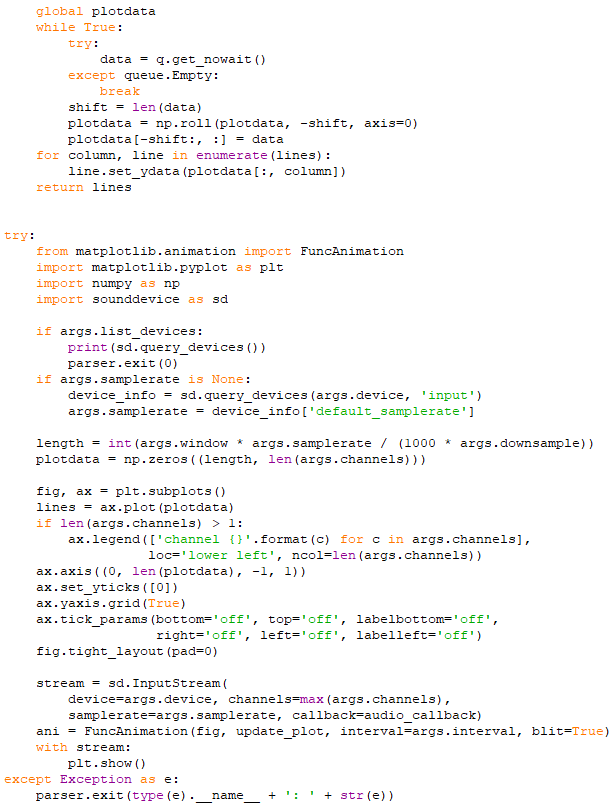 global plotdata
    while True:
        try:
            data = q.get_nowait()
        except queue.Empty:
            break
        shift = len(data)
        plotdata = np.roll(plotdata, -shift, axis=0)
        plotdata[-shift:, :] = data
    for column, line in enumerate(lines):
        line.set_ydata(plotdata[:, column])
    return lines


try:
    from matplotlib.animation import FuncAnimation
    import matplotlib.pyplot as plt
    import numpy as np
    import sounddevice as sd

    if args.list_devices:
        print(sd.query_devices())
        parser.exit(0)
    if args.samplerate is None:
        device_info = sd.query_devices(args.device, 'input')
        args.samplerate = device_info['default_samplerate']

    length = int(args.window * args.samplerate / (1000 * args.downsample))
    plotdata = np.zeros((length, len(args.channels)))

    fig, ax = plt.subplots()
    lines = ax.plot(plotdata)
    if len(args.channels) > 1:
        ax.legend(['channel {}'.format(c) for c in args.channels],
                  loc='lower left', ncol=len(args.channels))
    ax.axis((0, len(plotdata), -1, 1))
    ax.set_yticks([0])
    ax.yaxis.grid(True)
    ax.tick_params(bottom='off', top='off', labelbottom='off',
                   right='off', left='off', labelleft='off')
    fig.tight_layout(pad=0)

    stream = sd.InputStream(
        device=args.device, channels=max(args.channels),
        samplerate=args.samplerate, callback=audio_callback)
    ani = FuncAnimation(fig, update_plot, interval=args.interval, blit=True)
    with stream:
        plt.show()
except Exception as e:
    parser.exit(type(e).__name__ + ': ' + str(e))